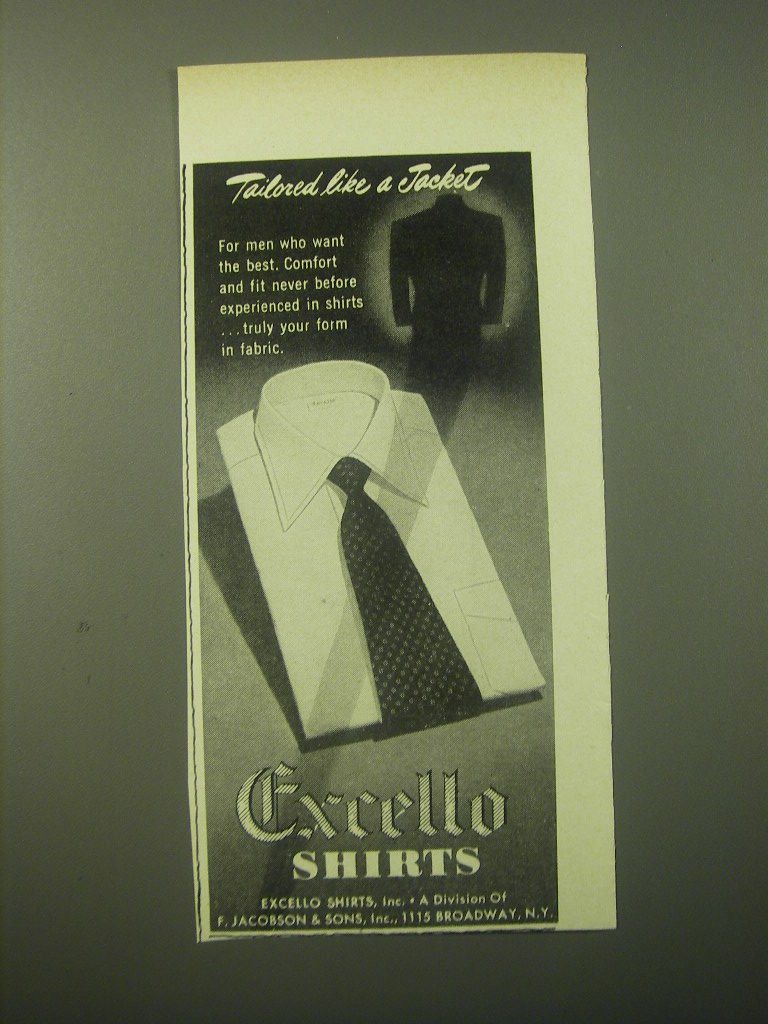 Tailored like a Jacket
For men who want
the best. Comfort
and fit never before
experienced in shirts
...truly your form
in fabric.
Excello
SHIRTS
EXCELLO SHIRTS, Inc. • A Division Of
F. JACOBSON & SONS, Inc., 1115 BROADWAY, N.Y.